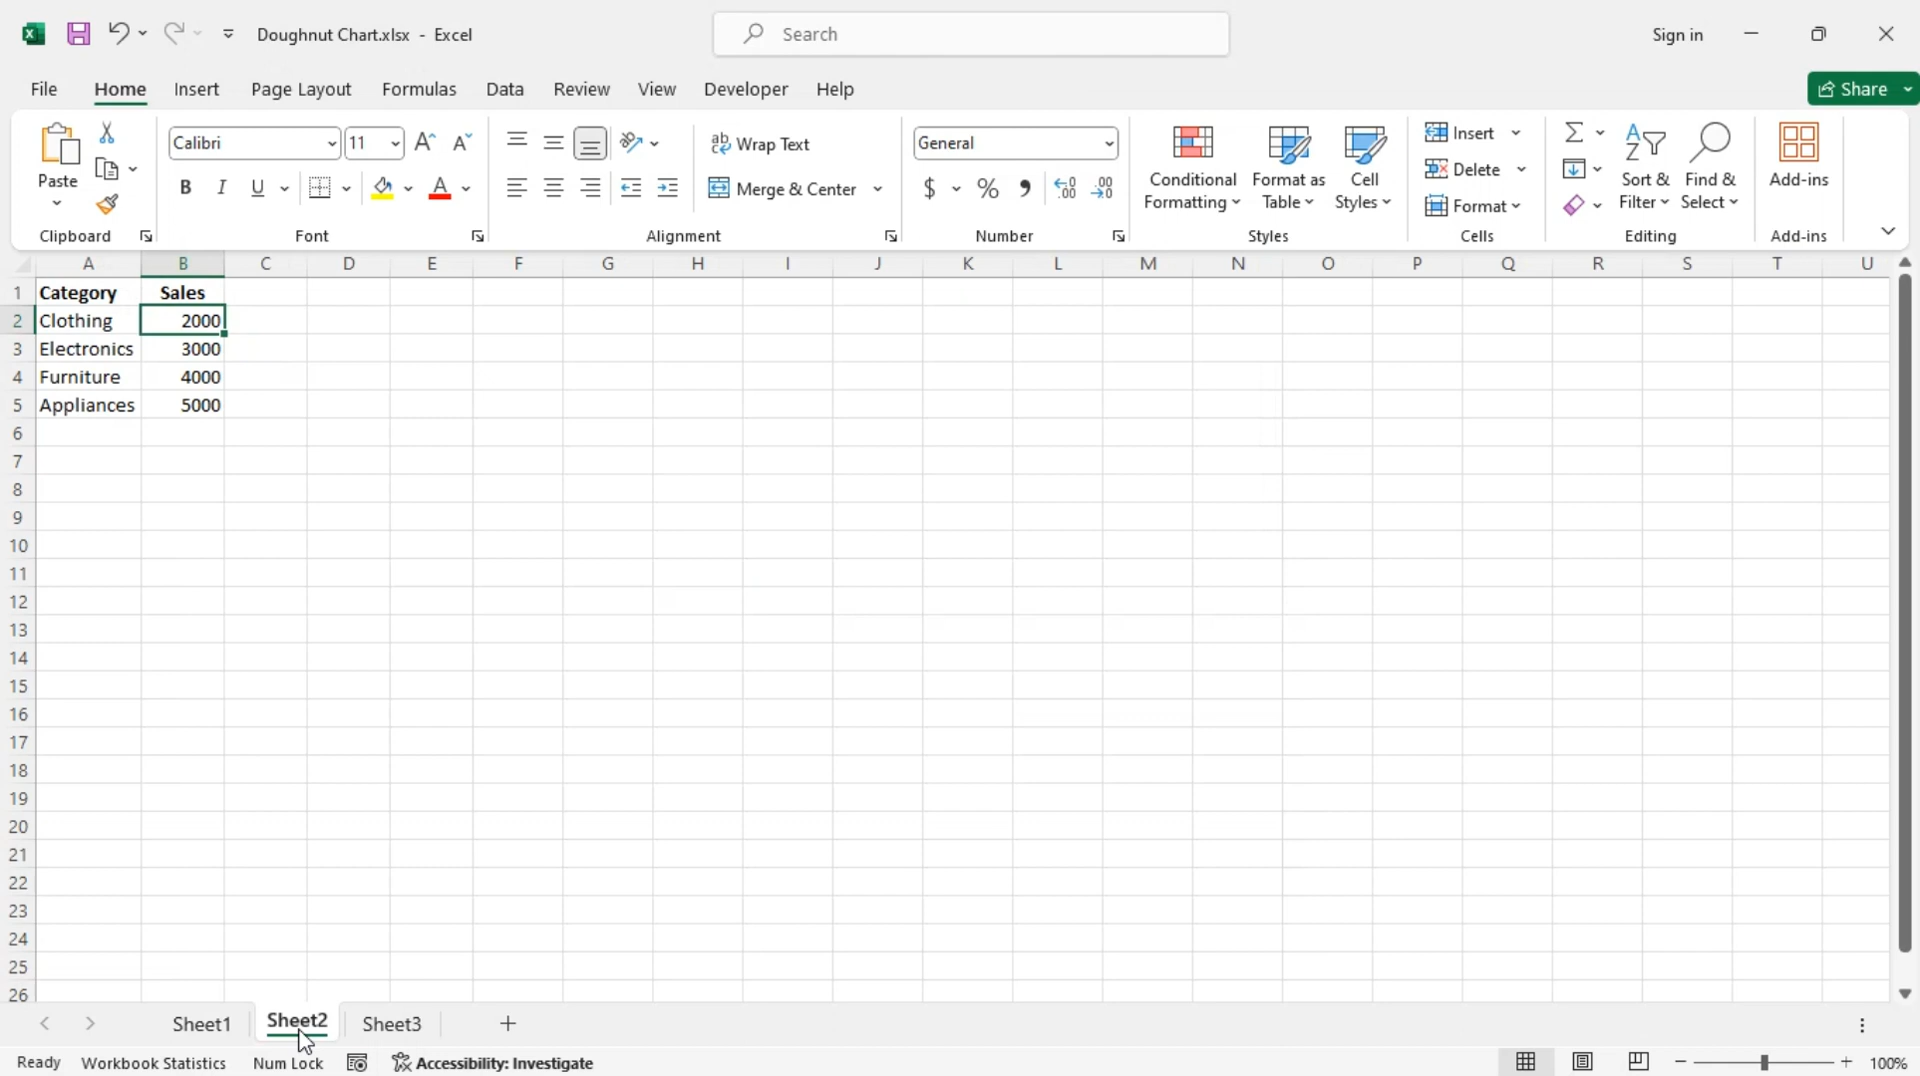 Doughnut Chart.xlsx - Excel
Search
Sign in
File Home Insert Page Layout Formulas Data Review View Developer Help
Share
Paste
Clipboard
Calibri 11
B I U
Font
Wrap Text
Merge & Center
Alignment
General
$ % ,
Number
Conditional Formatting
Format as Table
Cell Styles
Styles
Insert
Delete
Format
Cells
Sort & Filter
Find & Select
Editing
Add-ins
Add-ins
A B C D E F G H I J K L M N O P Q R S T U
1 Category Sales
2 Clothing 2000
3 Electronics 3000
4 Furniture 4000
5 Appliances 5000
6
7
8
9
10
11
12
13
14
15
16
17
18
19
20
21
22
23
24
25
26
Sheet1 Sheet2 Sheet3
Ready Workbook Statistics Num Lock Accessibility: Investigate 100%